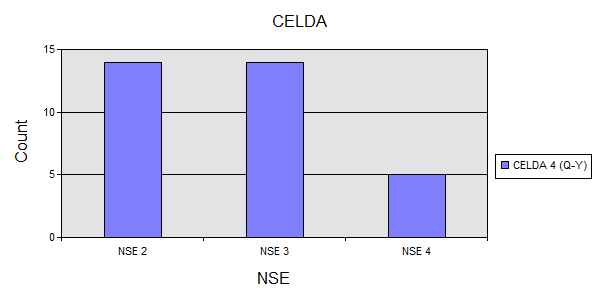 CELDA
15
10
5
0
Count
NSE 2
NSE 3
NSE 4
NSE
CELDA 4 (Q-Y)